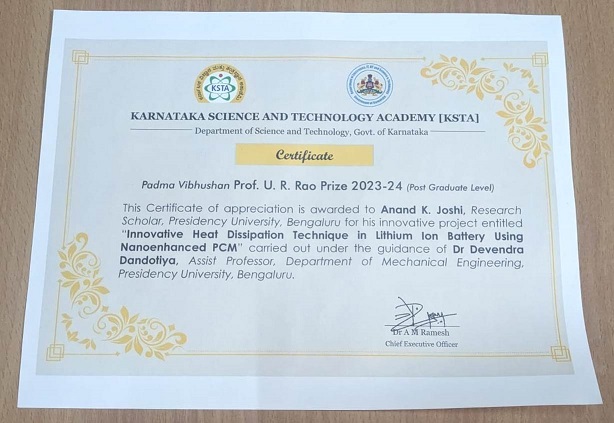 KSTA
KARNATAKA SCIENCE AND TECHNOLOGY ACADEMY [KSTA]
Department of Science and Technology, Govt. of Karnataka
Certificate
Padma Vibhushan Prof. U. R. Rao Prize 2023-24 (Post Graduate Level)
This Certificate of appreciation is awarded to Anand K. Joshi, Research
Scholar, Presidency University, Bengaluru for his innovative project entitled
"Innovative Heat Dissipation Technique in Lithium Ion Battery Using
Nanoenhanced PCM" carried out under the guidance of Dr Devendra
Dandotiya, Assist Professor, Department of Mechanical Engineering,
Presidency University, Bengaluru.
Dr A M Ramesh
Chief Executive Officer